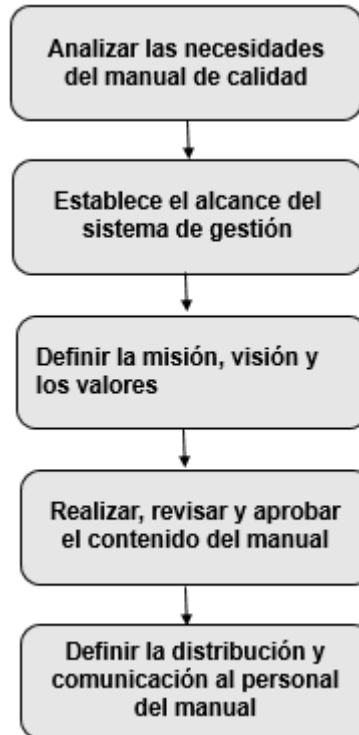 Analizar las necesidades
del manual de calidad
Establece el alcance del
sistema de gestión
Definir la misión, visión y
los valores
Realizar, revisar y aprobar
el contenido del manual
Definir la distribución y
comunicación al personal
del manual